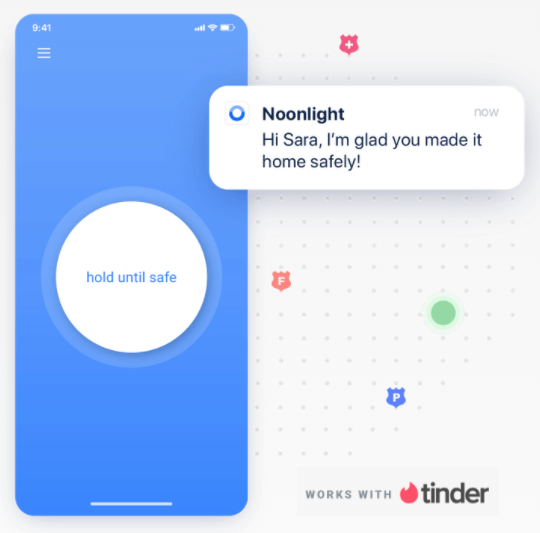 9:41
Noonlight
now
Hi Sara, I'm glad you made it
home safely!
hold until safe
F
P
WORKS WITH tinder